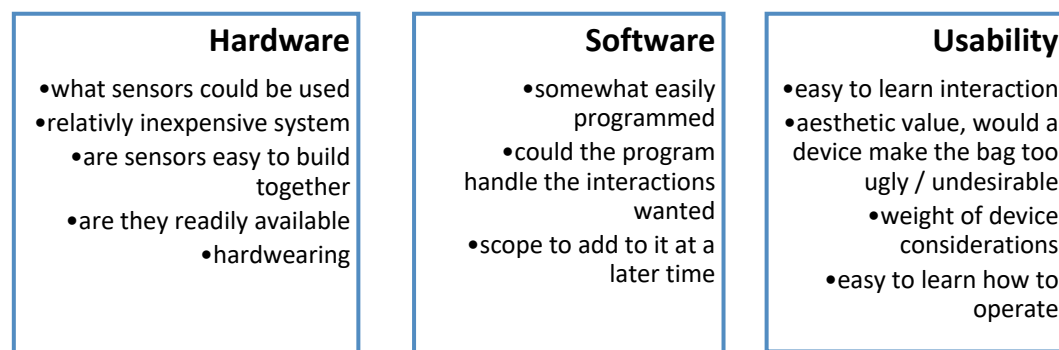 Hardware
•what sensors could be used
•relativly inexpensive system
•are sensors easy to build
together
•are they readily available
•hardwearing
Software
•somewhat easily
programmed
•could the program
handle the interactions
wanted
•scope to add to it at a
later time
Usability
•easy to learn interaction
•aesthetic value, would a
device make the bag too
ugly / undesirable
•weight of device
considerations
•easy to learn how to
operate